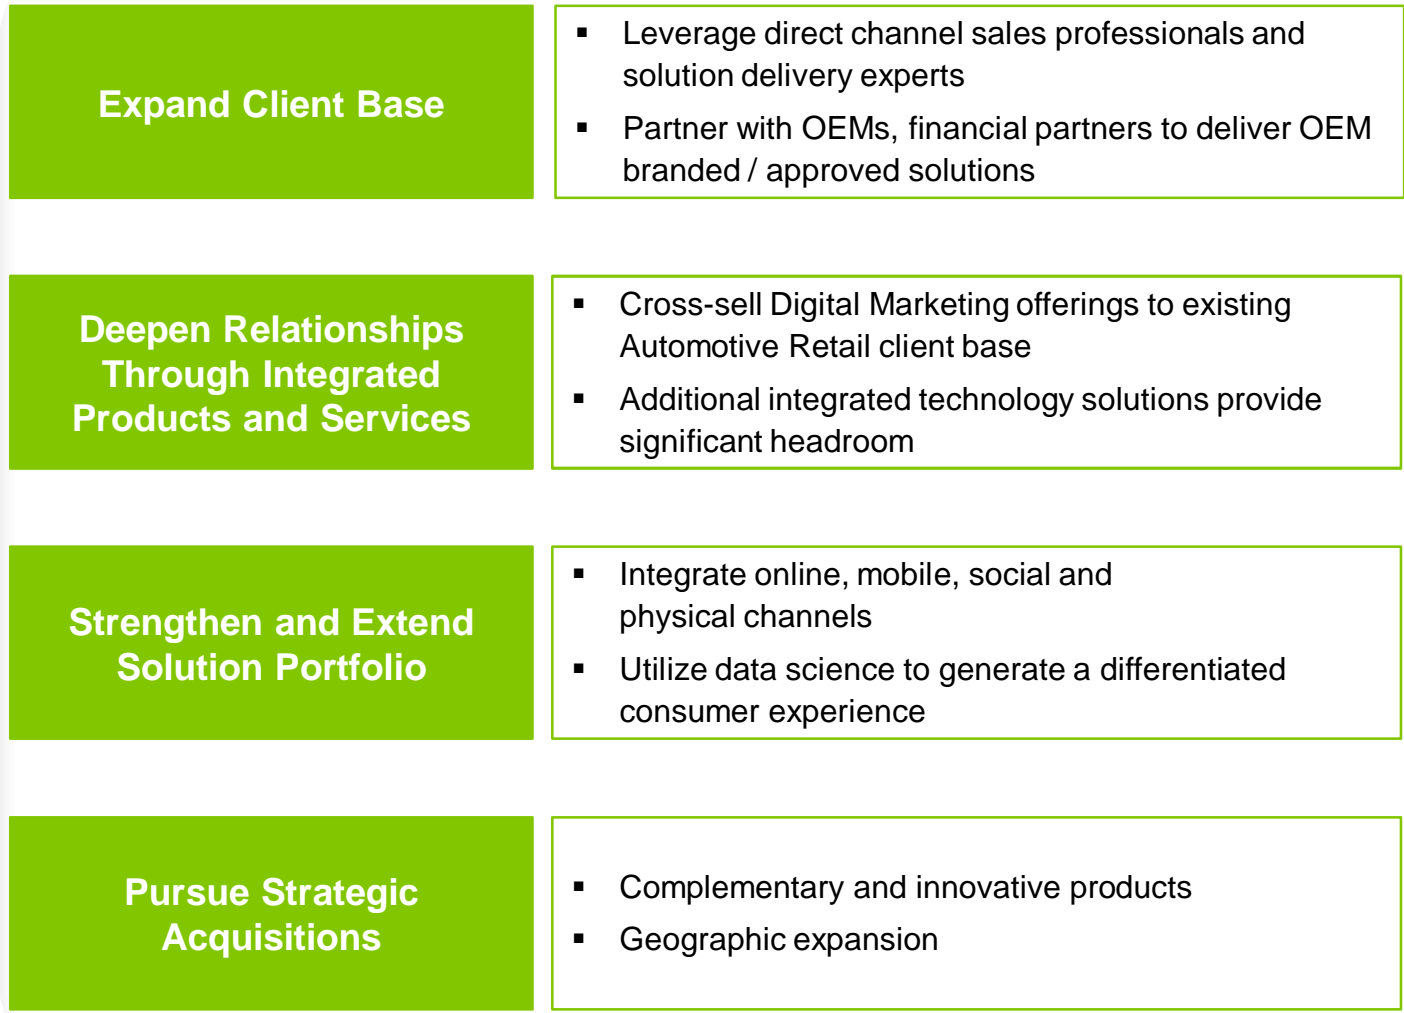 Expand Client Base
▪ Leverage direct channel sales professionals and
solution delivery experts
▪ Partner with OEMs, financial partners to deliver OEM
branded / approved solutions
Deepen Relationships
Through Integrated
Products and Services
▪ Cross-sell Digital Marketing offerings to existing
Automotive Retail client base
▪ Additional integrated technology solutions provide
significant headroom
Strengthen and Extend
Solution Portfolio
▪ Integrate online, mobile, social and
physical channels
▪ Utilize data science to generate a differentiated
consumer experience
Pursue Strategic
Acquisitions
▪ Complementary and innovative products
▪ Geographic expansion